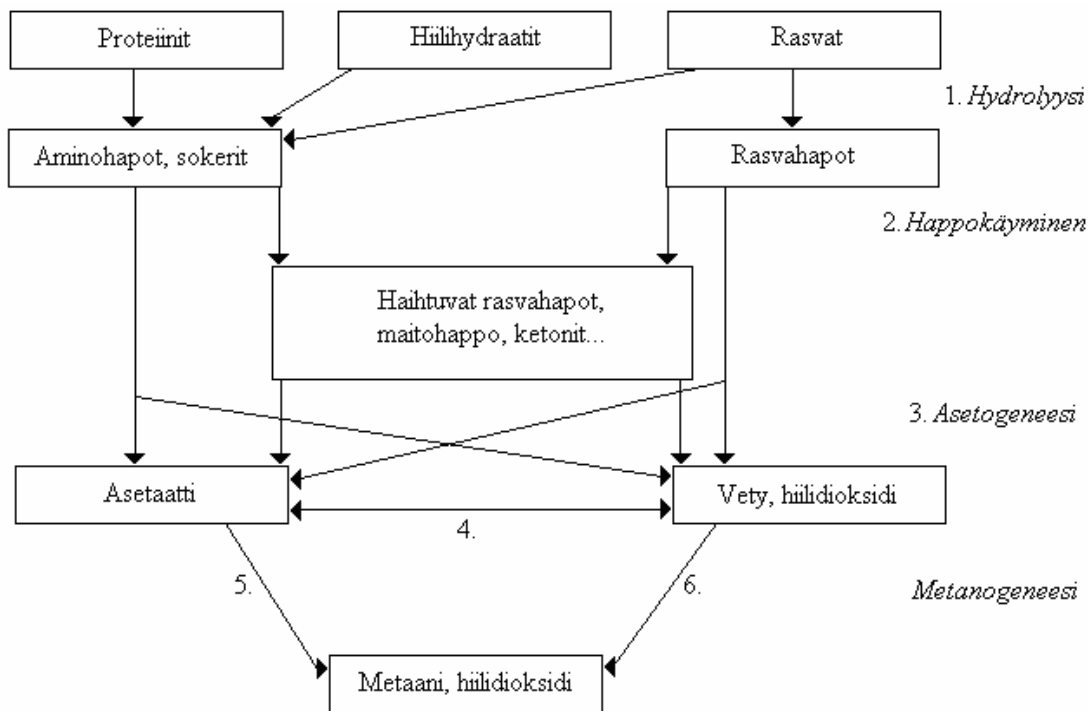 Proteiinit
Hiilihydraatit
Rasvat
1. Hydrolyysi
Aminohapot, sokerit
Rasvahapot
2. Happokäyminen
Haihtuvat rasvahapot,
maitohappo, ketonit...
3. Asetogeneesi
Asetaatti
Vety, hiilidioksidi
4.
5.
6.
Metanogeneesi
Metaani, hiilidioksidi